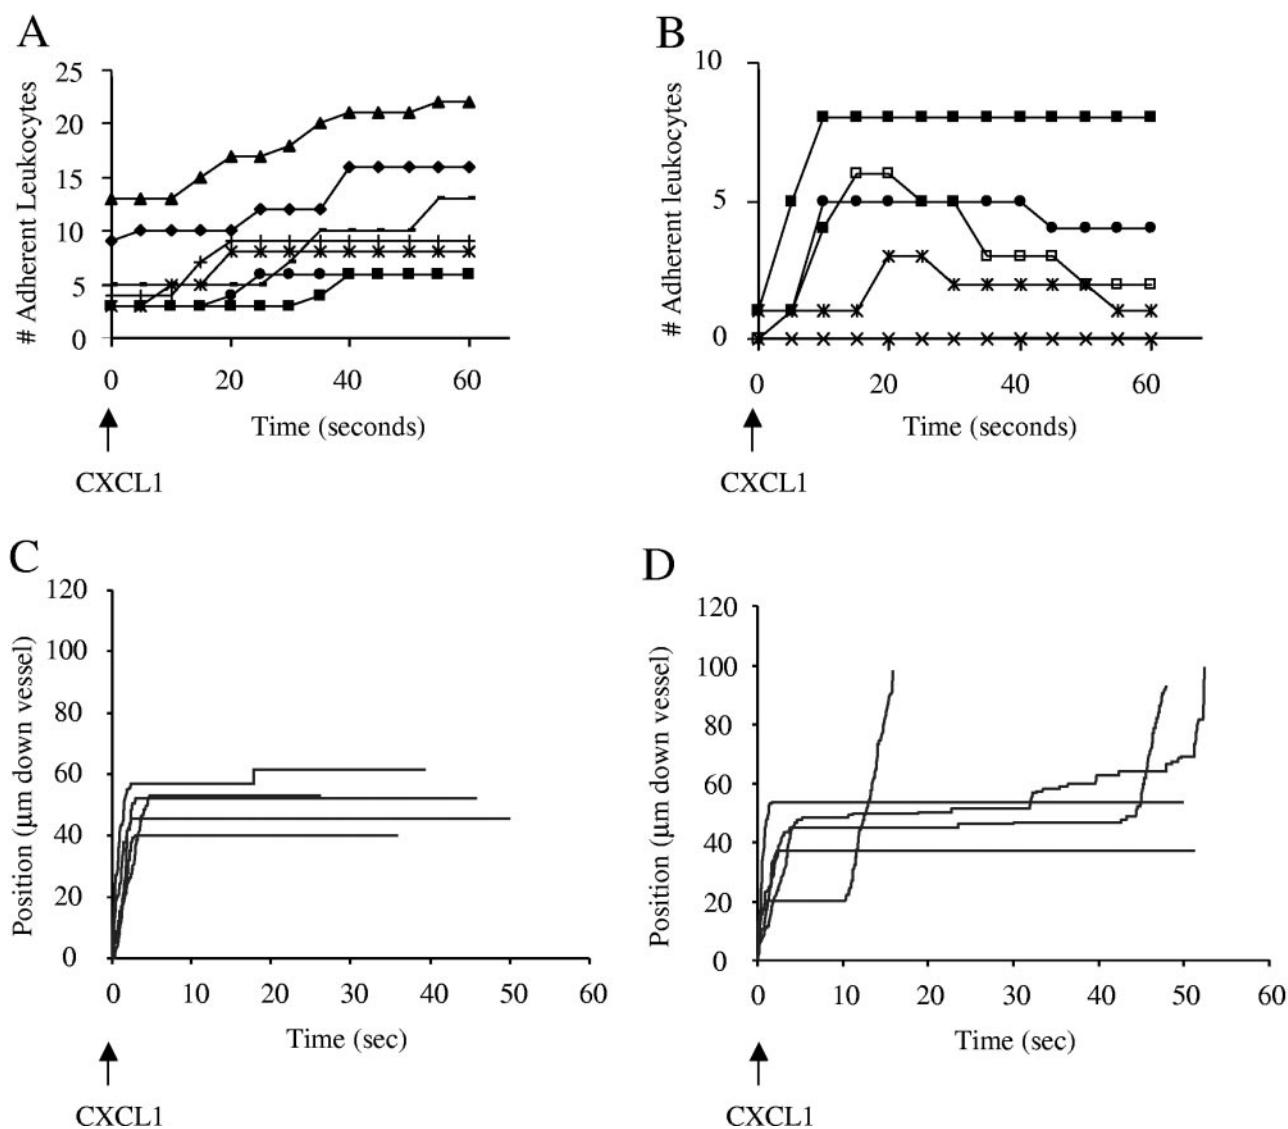 A
# Adherent Leukocytes
25
20
15
10
5
0
0 20 40 60
Time (seconds)
CXCL1
B
# Adherent leukocytes
10
5
0
0 20 40 60
Time (seconds)
CXCL1
C
Position (µm down vessel)
120
100
80
60
40
20
0
0 10 20 30 40 50 60
Time (sec)
CXCL1
D
Position (µm down vessel)
120
100
80
60
40
20
0
0 10 20 30 40 50 60
Time (sec)
CXCL1